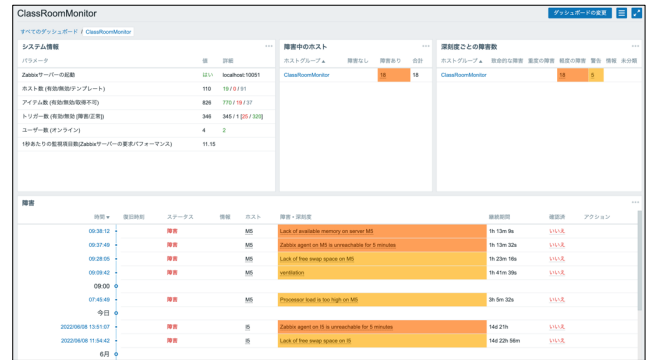 ClassRoomMonitor
ダッシュボードの変更
すべてのダッシュボード / ClassRoomMonitor
システム情報
パラメータ 値 詳細
Zabbixサーバーの起動 はい localhost:10051
ホスト数 (有効/無効/テンプレート) 110 19 / 0 / 91
アイテム数 (有効/無効/取得不可) 826 770 / 19 / 37
トリガー数 (有効/無効 [障害/正常]) 346 345 / 1 [25 / 320]
ユーザー数 (オンライン) 4 2
1秒あたりの監視項目数(Zabbixサーバーの要求パフォーマンス) 11.15
障害中のホスト
ホストグループ▲ 障害なし 障害あり 合計
ClassRoomMonitor 18 18
深刻度ごとの障害数
ホストグループ▲ 致命的な障害 重度の障害 軽度の障害 警告 情報 未分類
ClassRoomMonitor 18 5
障害
時間▼ 復旧時刻 ステータス 情報 ホスト 障害・深刻度 継続期間 確認済 アクション
09:38:12 障害 M5 Lack of available memory on server M5 1h 13m 9s いいえ
09:37:49 障害 M5 Zabbix agent on M5 is unreachable for 5 minutes 1h 13m 32s いいえ
09:28:05 障害 M5 Lack of free swap space on M5 1h 23m 16s いいえ
09:09:42 障害 M5 ventilation 1h 41m 39s いいえ
09:00
07:45:49 障害 M5 Processor load is too high on M5 3h 5m 32s いいえ
今日
2022/06/08 13:51:07 障害 I5 Zabbix agent on I5 is unreachable for 5 minutes 14d 21h いいえ
2022/06/08 11:54:42 障害 I5 Lack of free swap space on I5 14d 22h 56m いいえ
6月